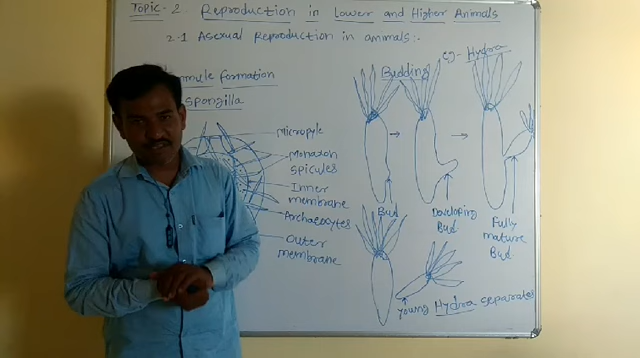 Topic-2 Reproduction in Lower and Higher Animals
2.1 Asexual Reproduction in animals:-
mmule formation
Spongilla
Micropyle
Monaxon
spicules
Inner
membrane
Archaeocytes
Outer
membrane
Budding
eg- Hydra
Bud
Developing
Bud
Fully
mature
Bud.
young Hydra separates